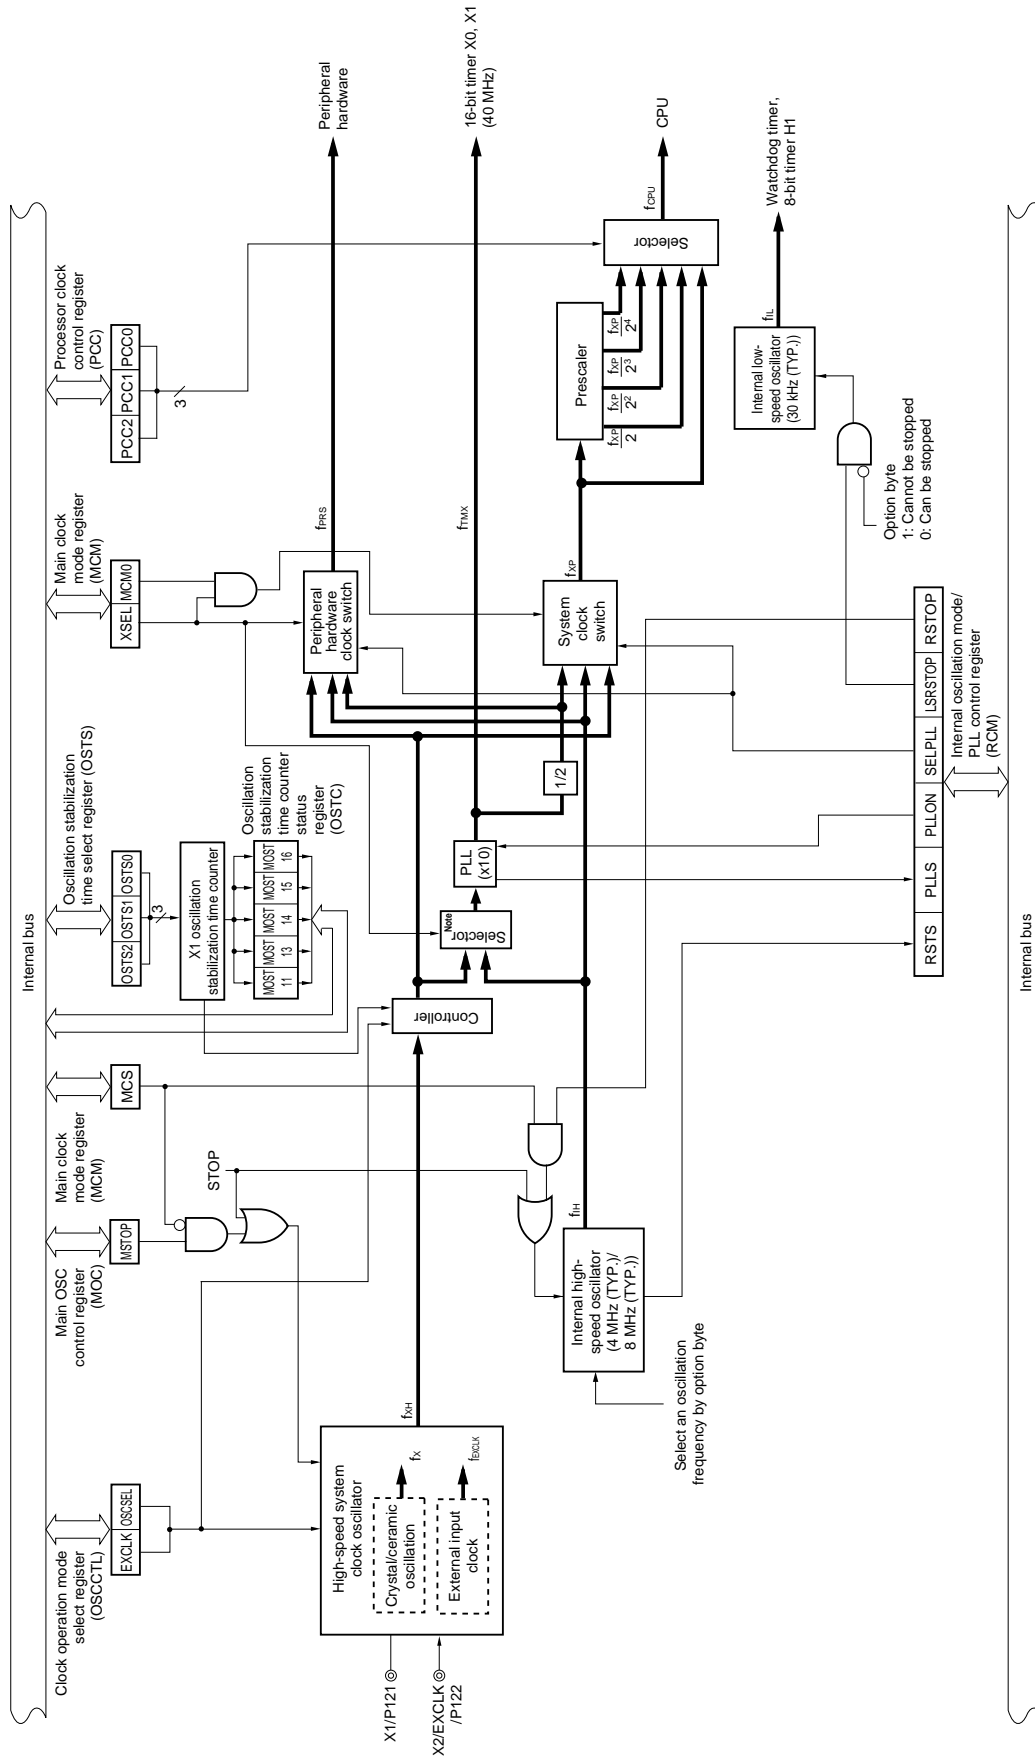 Internal bus
Clock operation mode
select register
(OSCCTL)
EXCLK OSCSEL
Main OSC
control register
(MOC)
MSTOP
Main clock
mode register
(MCM)
MCS
Oscillation stabilization
time select register (OSTS)
OSTS2 OSTS1 OSTS0
3
X1 oscillation
stabilization time counter
Oscillation
stabilization
time counter
status
register
(OSTC)
MOST
11
MOST
13
MOST
14
MOST
15
MOST
16
Main clock
mode register
(MCM)
XSEL MCM0
Processor clock
control register
(PCC)
PCC2 PCC1 PCC0
3
STOP
High-speed system
clock oscillator
Crystal/ceramic
oscillation
fX
External input
clock
fEXCLK
X1/P121
X2/EXCLK
/P122
fXH
Controller
Note
Selector
PLL
(x10)
1/2
Peripheral
hardware
clock switch
fPRS
Peripheral
hardware
fTMX
16-bit timer X0, X1
(40 MHz)
System
clock
switch
fXP
Prescaler
fXP
2
fXP
2²
fXP
2³
fXP
2⁴
Selector
fCPU
CPU
Internal high-
speed oscillator
(4 MHz (TYP.)/
8 MHz (TYP.))
fIH
Select an oscillation
frequency by option byte
Internal low-
speed oscillator
(30 kHz (TYP.))
fIL
Watchdog timer,
8-bit timer H1
Option byte
1: Cannot be stopped
0: Can be stopped
RSTS PLLS PLLON SELPLL LSRSTOP RSTOP
Internal oscillation mode/
PLL control register
(RCM)
Internal bus